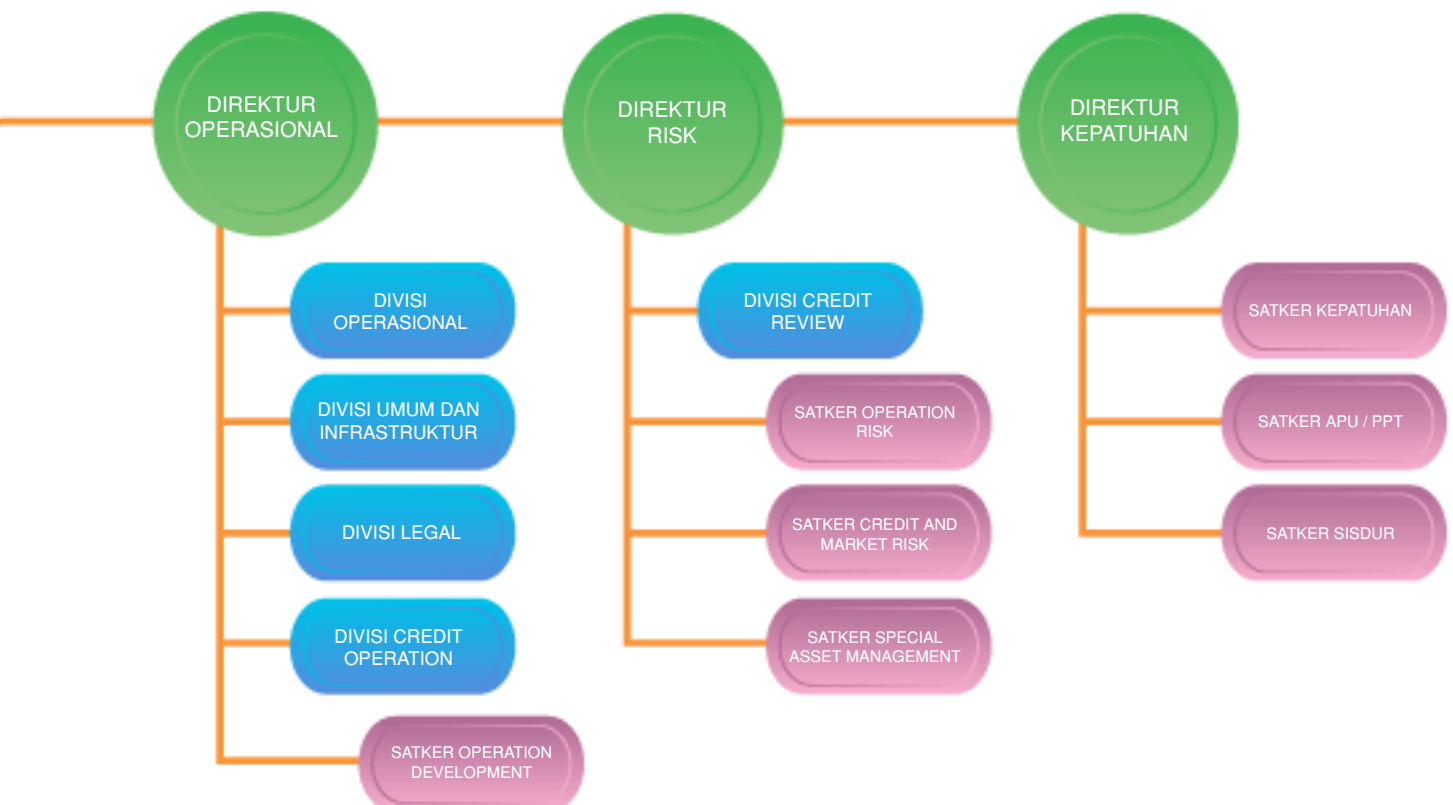 DIREKTUR
OPERASIONAL
DIREKTUR
RISK
DIREKTUR
KEPATUHAN
DIVISI
OPERASIONAL
DIVISI UMUM DAN
INFRASTRUKTUR
DIVISI LEGAL
DIVISI CREDIT
OPERATION
SATKER OPERATION
DEVELOPMENT
DIVISI CREDIT
REVIEW
SATKER OPERATION
RISK
SATKER CREDIT AND
MARKET RISK
SATKER SPECIAL
ASSET MANAGEMENT
SATKER KEPATUHAN
SATKER APU / PPT
SATKER SISDUR